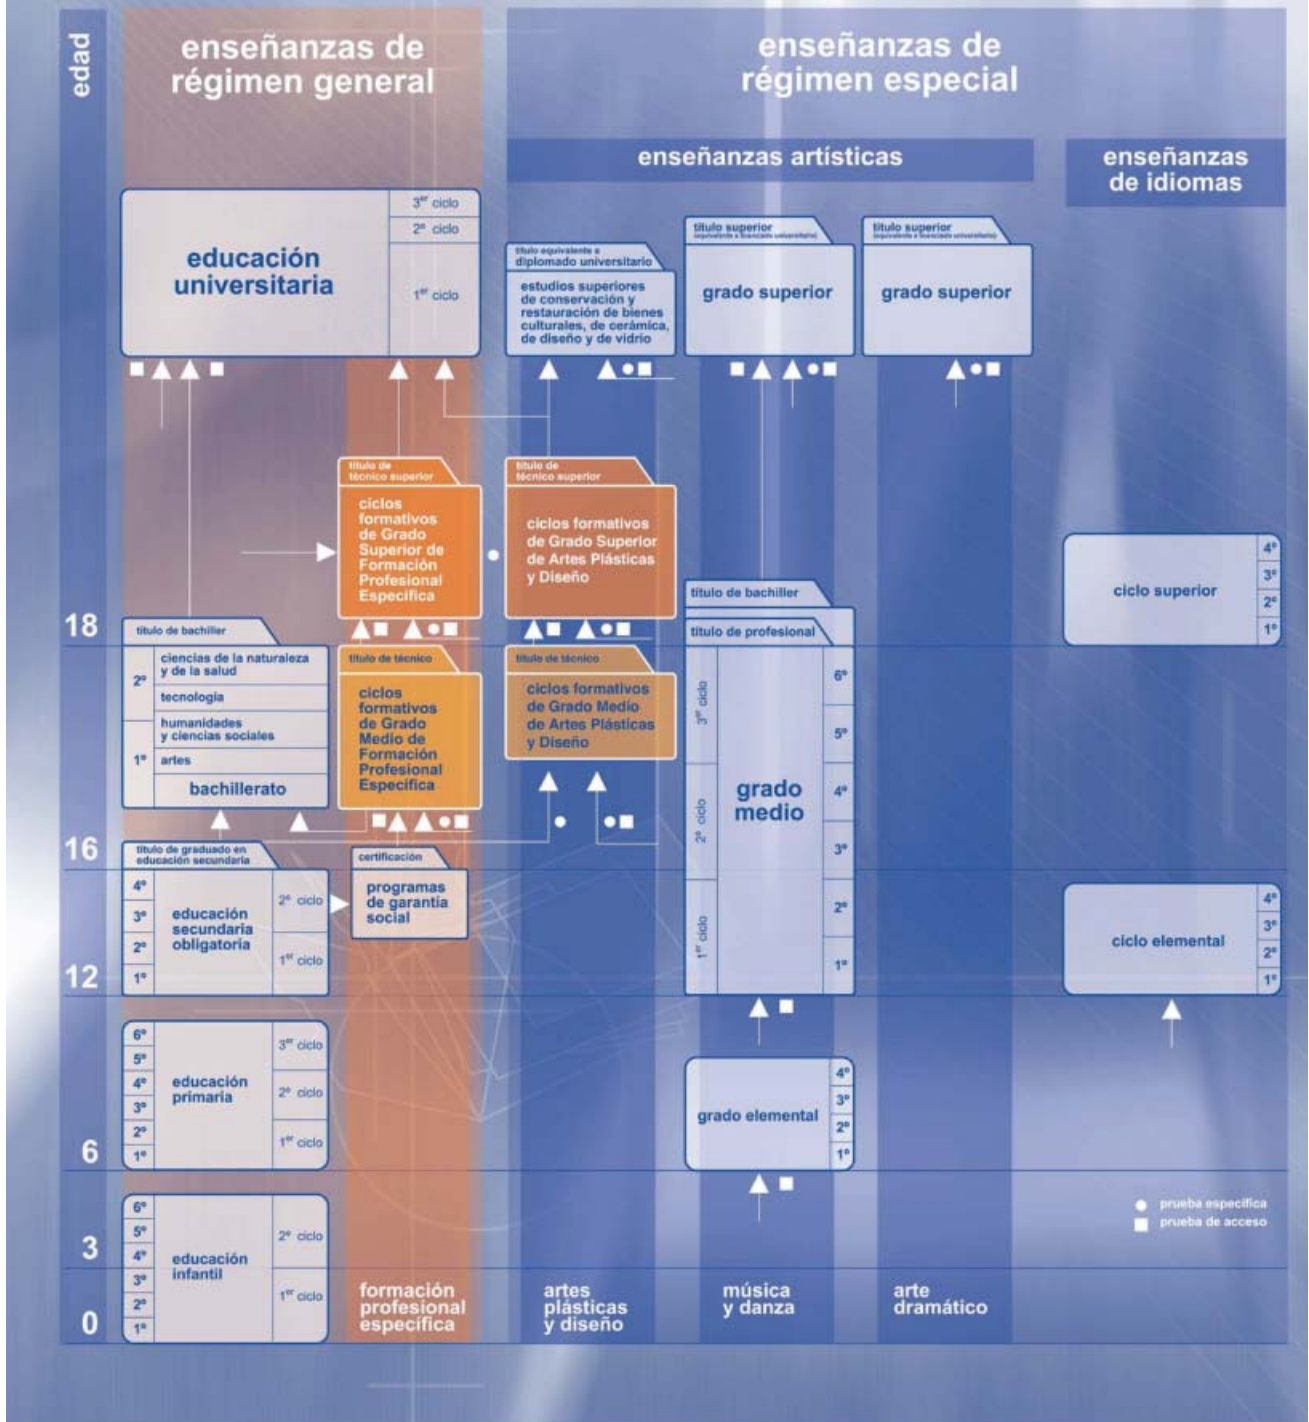 edad
enseñanzas de
régimen general
enseñanzas de
régimen especial
enseñanzas artísticas
enseñanzas
de idiomas
educación
universitaria
3er ciclo
2º ciclo
1er ciclo
título equivalente a
diplomado universitario
estudios superiores
de conservación y
restauración de bienes
culturales, de cerámica,
de diseño y de vidrio
título superior
(equivalente a licenciado universitario)
grado superior
título superior
(equivalente a licenciado universitario)
grado superior
título de
técnico superior
ciclos
formativos
de Grado
Superior de
Formación
Profesional
Específica
título de
técnico superior
ciclos formativos
de Grado Superior
de Artes Plásticas
y Diseño
ciclo superior
4º
3º
2º
1º
18
título de bachiller
2º
1º
ciencias de la naturaleza
y de la salud
tecnología
humanidades
y ciencias sociales
artes
bachillerato
título de técnico
ciclos
formativos
de Grado
Medio de
Formación
Profesional
Específica
título de técnico
ciclos formativos
de Grado Medio
de Artes Plásticas
y Diseño
título de bachiller
título de profesional
3er ciclo
2º ciclo
1er ciclo
grado
medio
6º
5º
4º
3º
2º
1º
16
título de graduado en
educación secundaria
4º
3º
2º
1º
educación
secundaria
obligatoria
2º ciclo
1er ciclo
certificación
programas
de garantía
social
ciclo elemental
4º
3º
2º
1º
12
6º
5º
4º
3º
2º
1º
educación
primaria
3er ciclo
2º ciclo
1er ciclo
grado elemental
4º
3º
2º
1º
6
6º
5º
4º
3º
2º
1º
educación
infantil
2º ciclo
1er ciclo
prueba específica
prueba de acceso
3
0
formación
profesional
específica
artes
plásticas
y diseño
música
y danza
arte
dramático